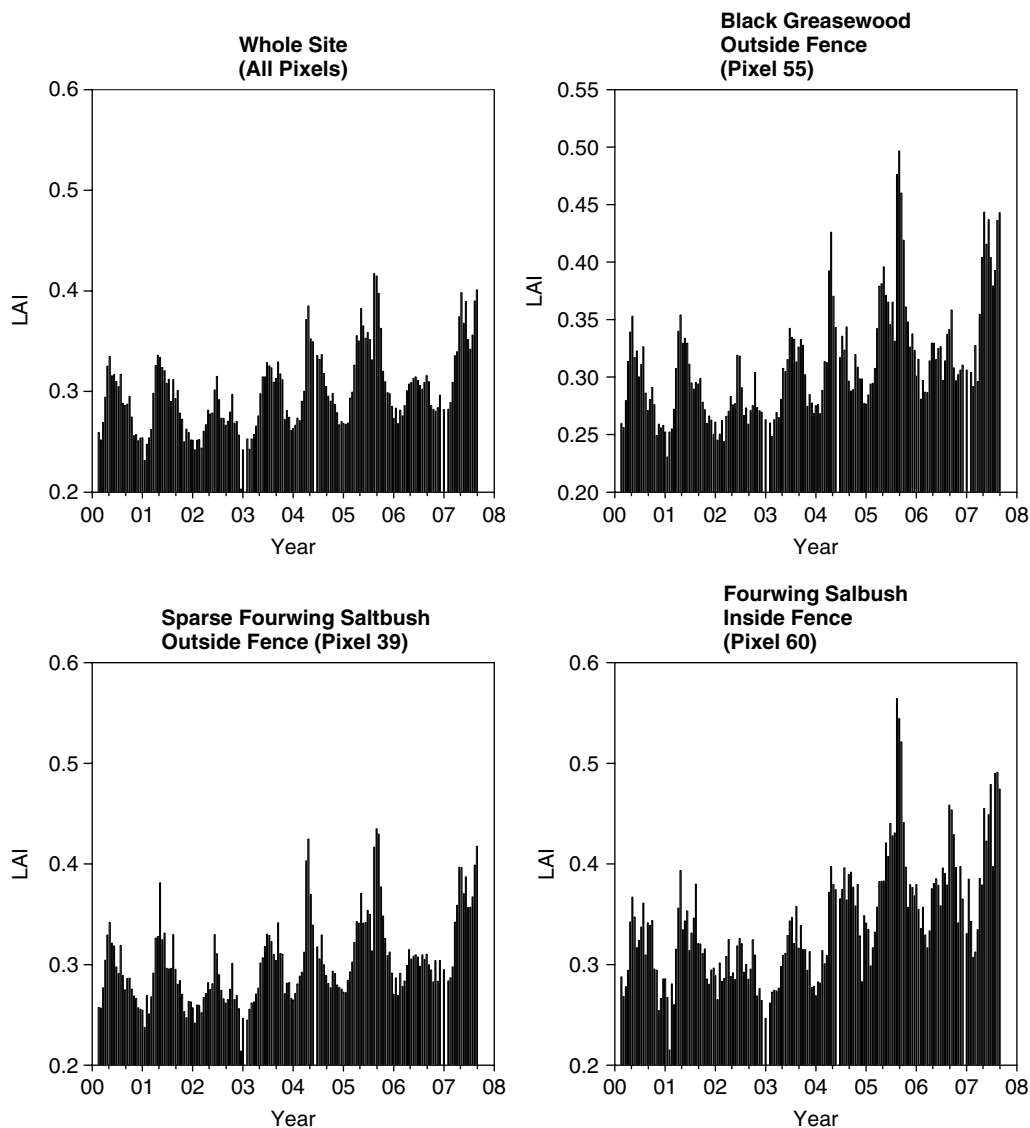 Whole Site
(All Pixels)
0.6
0.5
0.4
0.3
0.2
LAI
00 01 02 03 04 05 06 07 08
Year
Black Greasewood
Outside Fence
(Pixel 55)
0.55
0.50
0.45
0.40
0.35
0.30
0.25
0.20
LAI
00 01 02 03 04 05 06 07 08
Year
Sparse Fourwing Saltbush
Outside Fence (Pixel 39)
0.6
0.5
0.4
0.3
0.2
LAI
00 01 02 03 04 05 06 07 08
Year
Fourwing Salbush
Inside Fence
(Pixel 60)
0.6
0.5
0.4
0.3
0.2
LAI
00 01 02 03 04 05 06 07 08
Year